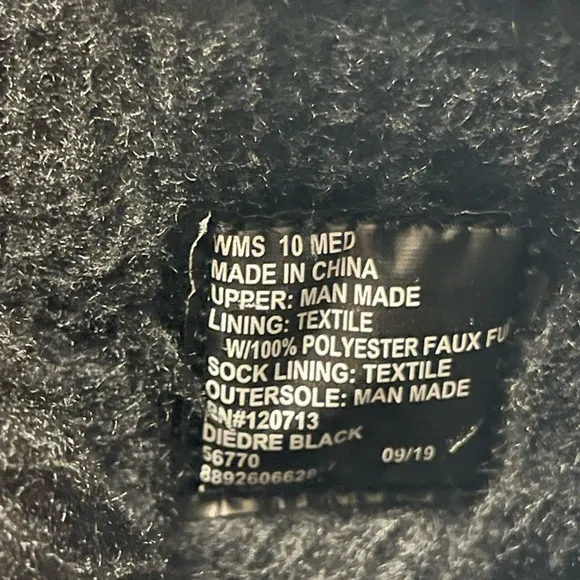 WMS 10 MED
MADE IN CHINA
UPPER: MAN MADE
LINING: TEXTILE
W/100% POLYESTER FAUX
SOCK LINING: TEXTILE
OUTERSOLE: MAN MADE
RN#120713
DIEDRE BLACK
56770 09/19